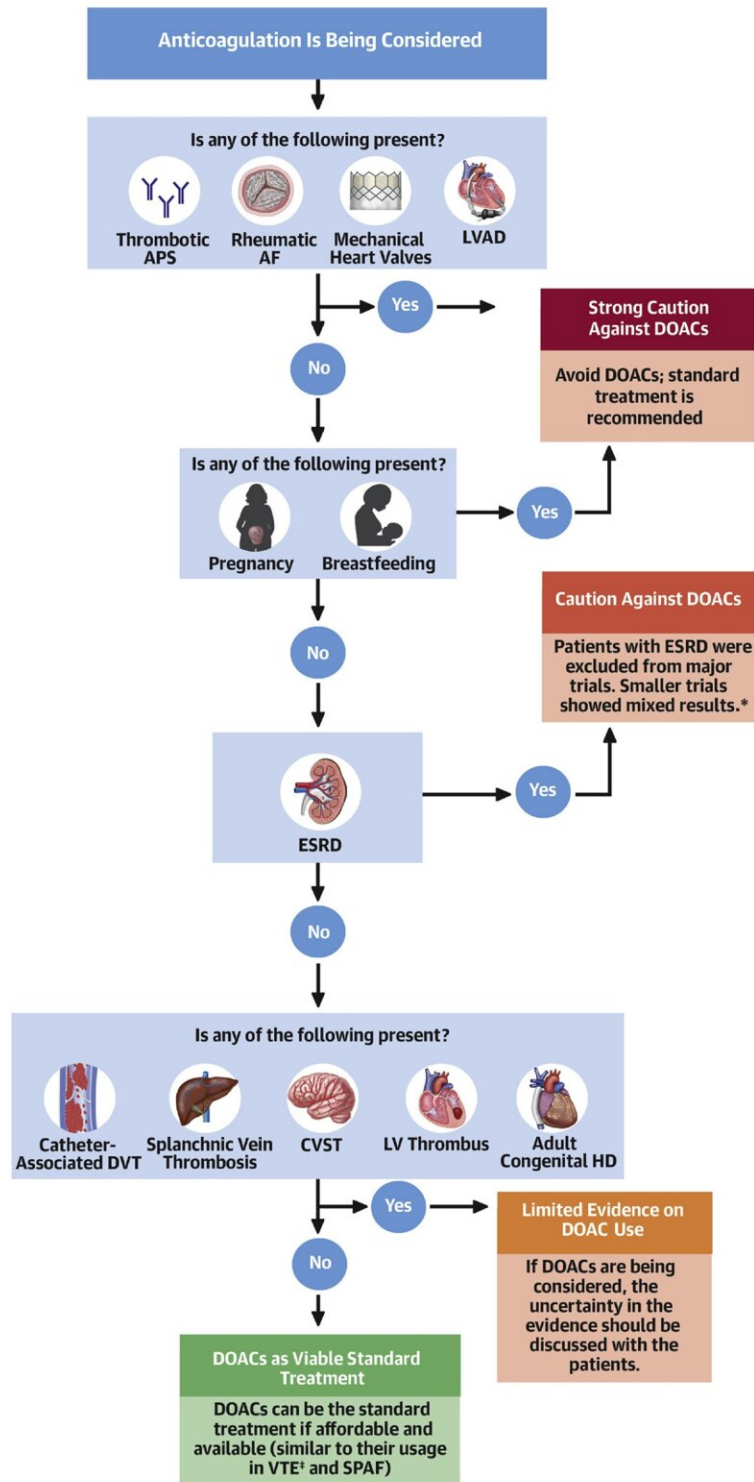 Anticoagulation Is Being Considered
Is any of the following present?
Thrombotic
APS
Rheumatic
AF
Mechanical
Heart Valves
LVAD
Yes
No
Strong Caution
Against DOACs
Avoid DOACs; standard
treatment is
recommended
Is any of the following present?
Pregnancy
Breastfeeding
Yes
No
Caution Against DOACs
Patients with ESRD were
excluded from major
trials. Smaller trials
showed mixed results.*
ESRD
Yes
No
Is any of the following present?
Catheter-
Associated DVT
Splanchnic Vein
Thrombosis
CVST
LV Thrombus
Adult
Congenital HD
Yes
No
Limited Evidence on
DOAC Use
If DOACs are being
considered, the
uncertainty in the
evidence should be
discussed with the
patients.
DOACs as Viable Standard
Treatment
DOACs can be the standard
treatment if affordable and
available (similar to their usage
in VTE‡ and SPAF)